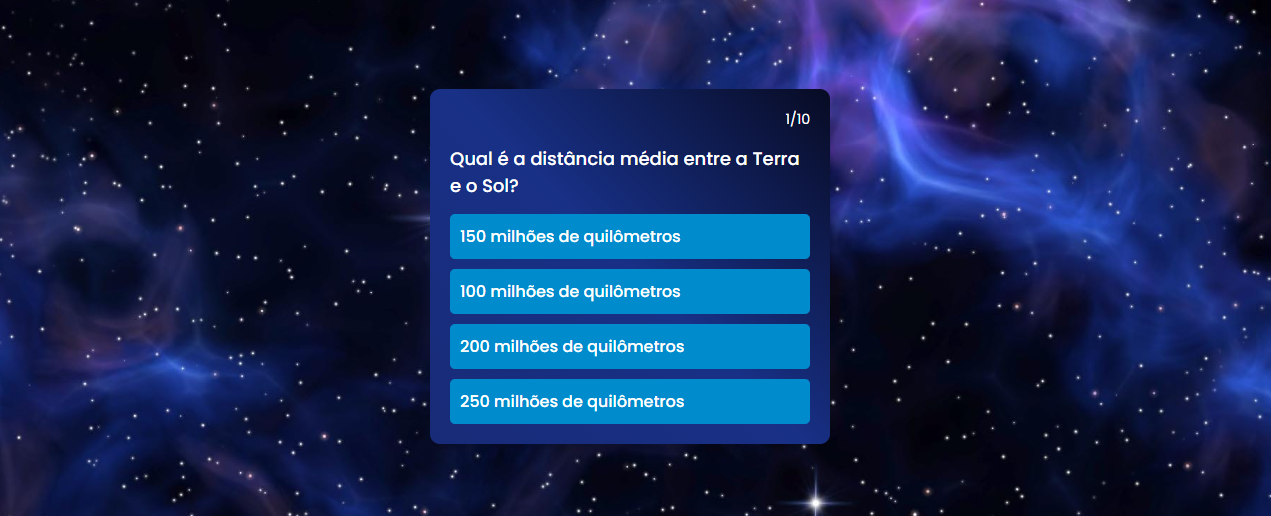 1/10
Qual é a distância média entre a Terra
e o Sol?
150 milhões de quilômetros
100 milhões de quilômetros
200 milhões de quilômetros
250 milhões de quilômetros